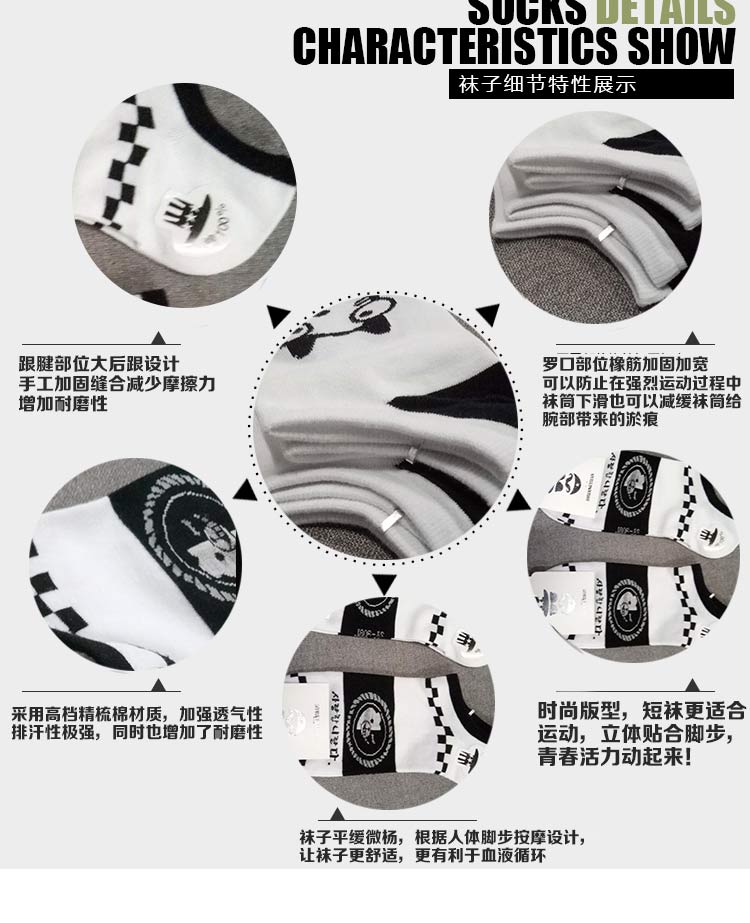 SOCKS DETAILS
CHARACTERISTICS SHOW
袜子细节特性展示
100%
跟腱部位大后跟设计
手工加固缝合减少摩擦力
增加耐磨性
罗口部位橡筋加固加宽
可以防止在强烈运动过程中
袜筒下滑也可以减缓袜筒给
腕部带来的淤痕
采用高档精梳棉材质，加强透气性
排汗性极强，同时也增加了耐磨性
时尚版型，短袜更适合
运动，立体贴合脚步，
青春活力动起来！
袜子平缓微杨，根据人体脚步按摩设计，
让袜子更舒适，更有利于血液循环